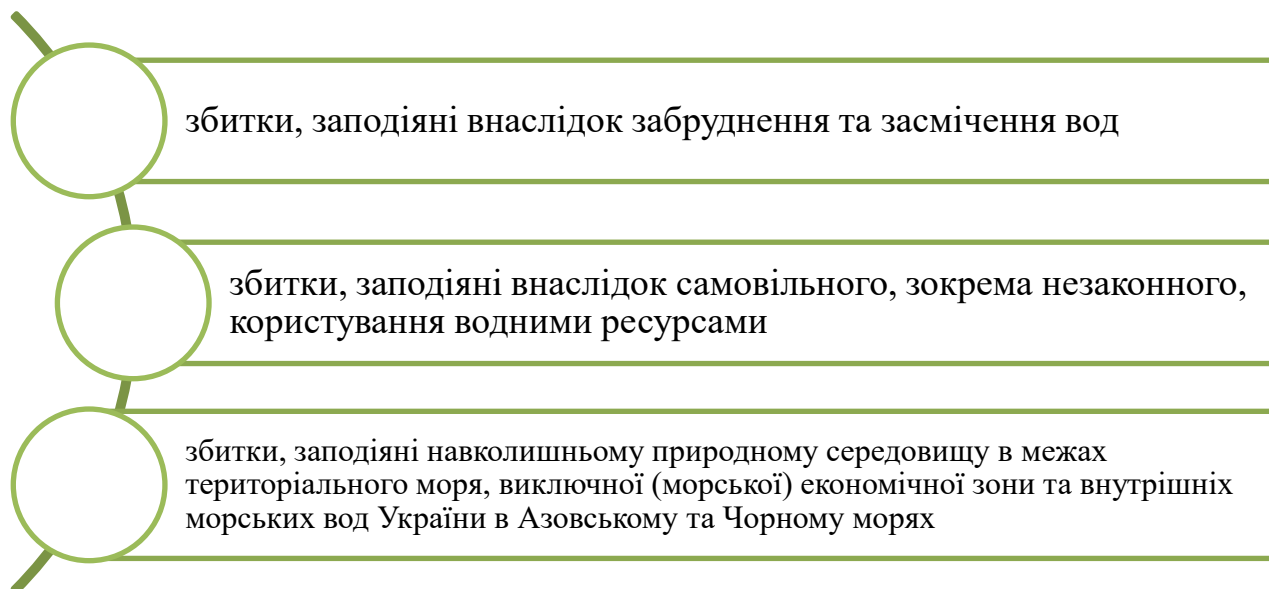 збитки, заподіяні внаслідок забруднення та засмічення вод
збитки, заподіяні внаслідок самовільного, зокрема незаконного,
користування водними ресурсами
збитки, заподіяні навколишньому природному середовищу в межах
територіального моря, виключної (морської) економічної зони та внутрішніх
морських вод України в Азовському та Чорному морях